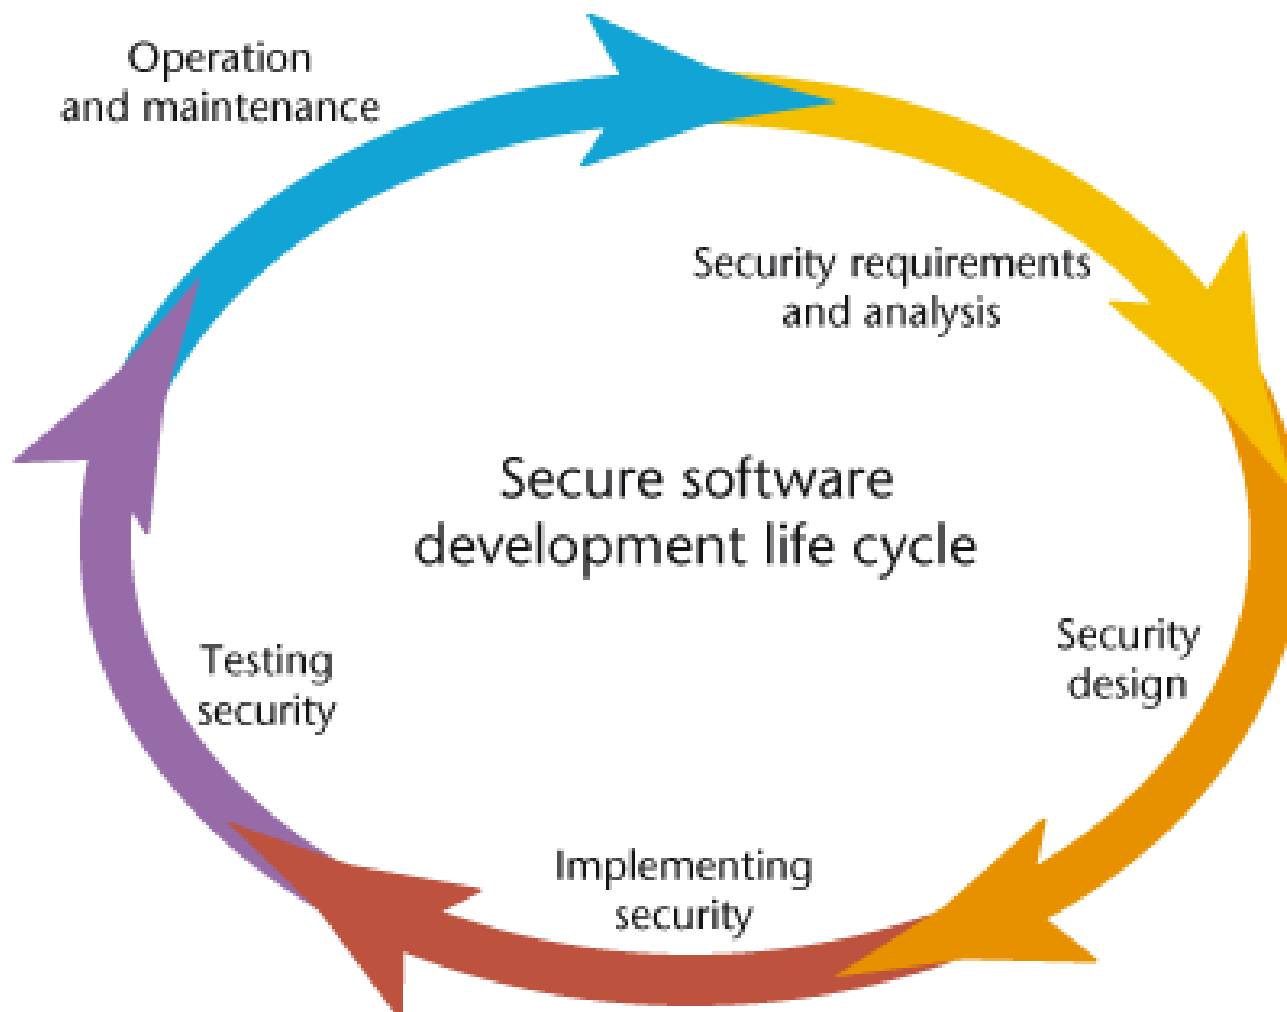 Operation
and maintenance
Security requirements
and analysis
Secure software
development life cycle
Security
design
Testing
security
Implementing
security